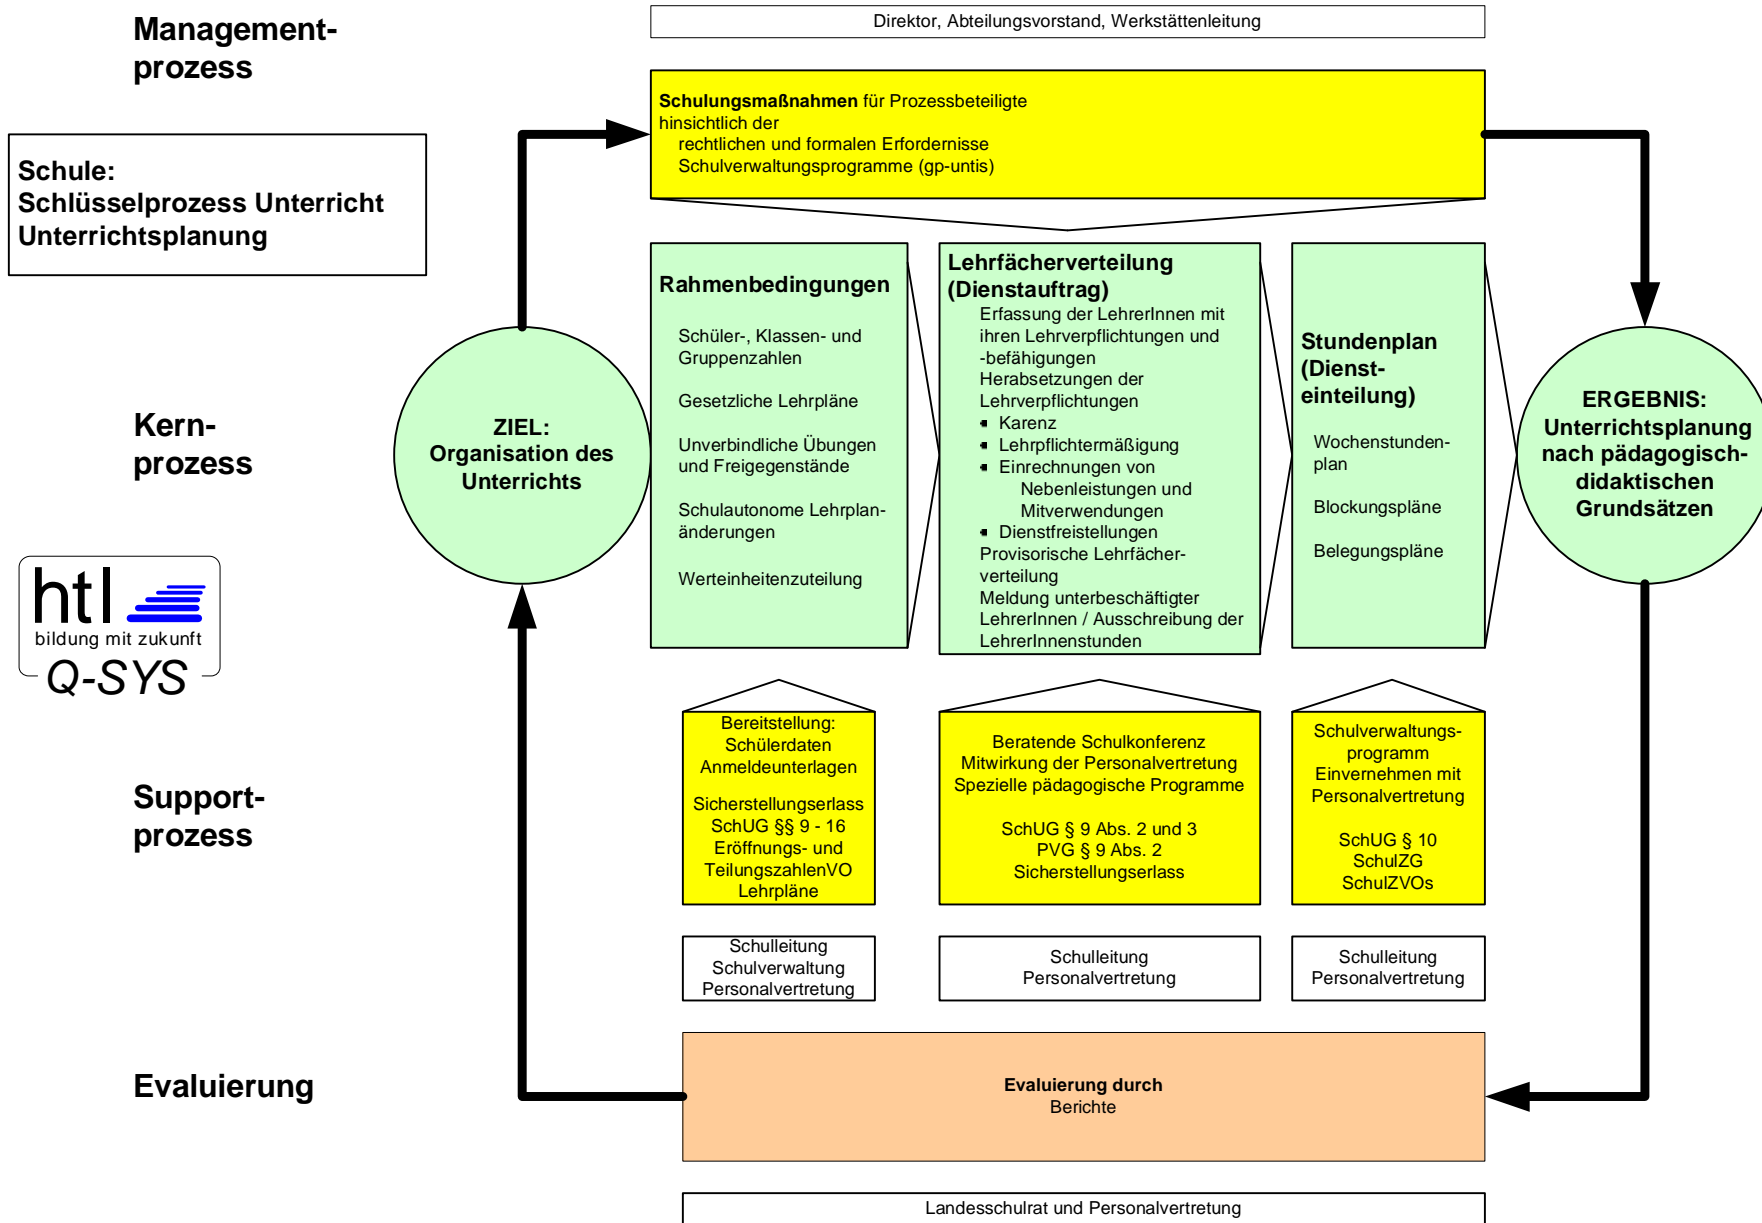 Management-
prozess
Direktor, Abteilungsvorstand, Werkstättenleitung
Schulungsmaßnahmen für Prozessbeteiligte
hinsichtlich der
rechtlichen und formalen Erfordernisse
Schulverwaltungsprogramme (gp-untis)
Schule:
Schlüsselprozess Unterricht
Unterrichtsplanung
Kern-
prozess
ZIEL:
Organisation des
Unterrichts
Rahmenbedingungen
Schüler-, Klassen- und
Gruppenzahlen
Gesetzliche Lehrpläne
Unverbindliche Übungen
und Freigegenstände
Schulautonome Lehrplan-
änderungen
Werteinheitenzuteilung
Lehrfächerverteilung
(Dienstauftrag)
Erfassung der LehrerInnen mit
ihren Lehrverpflichtungen und
-befähigungen
Herabsetzungen der
Lehrverpflichtungen
▪ Karenz
▪ Lehrpflichtermäßigung
▪ Einrechnungen von
Nebenleistungen und
Mitverwendungen
▪ Dienstfreistellungen
Provisorische Lehrfächer-
verteilung
Meldung unterbeschäftigter
LehrerInnen / Ausschreibung der
LehrerInnenstunden
Stundenplan
(Dienst-
einteilung)
Wochenstunden-
plan
Blockungspläne
Belegungspläne
ERGEBNIS:
Unterrichtsplanung
nach pädagogisch-
didaktischen
Grundsätzen
htl
bildung mit zukunft
Q-SYS
Support-
prozess
Bereitstellung:
Schülerdaten
Anmeldeunterlagen
Sicherstellungserlass
SchUG §§ 9 - 16
Eröffnungs- und
TeilungszahlenVO
Lehrpläne
Beratende Schulkonferenz
Mitwirkung der Personalvertretung
Spezielle pädagogische Programme
SchUG § 9 Abs. 2 und 3
PVG § 9 Abs. 2
Sicherstellungserlass
Schulverwaltungs-
programm
Einvernehmen mit
Personalvertretung
SchUG § 10
SchulZG
SchulZVOs
Schulleitung
Schulverwaltung
Personalvertretung
Schulleitung
Personalvertretung
Schulleitung
Personalvertretung
Evaluierung
Evaluierung durch
Berichte
Landesschulrat und Personalvertretung